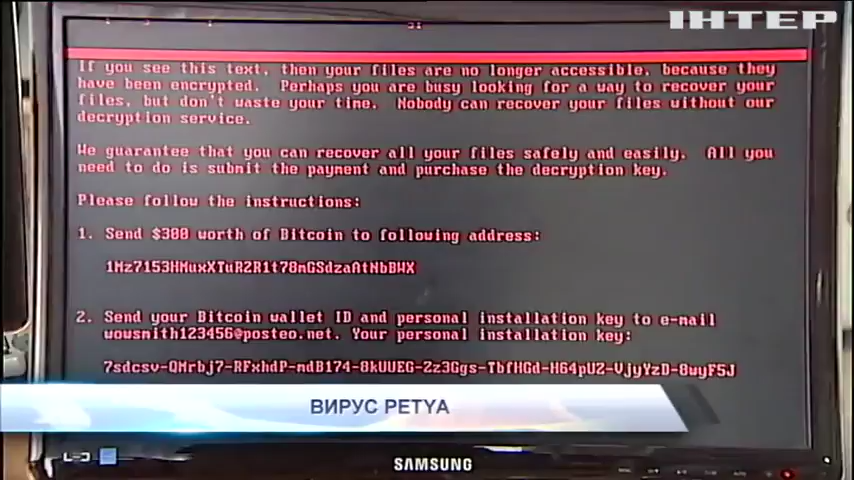 ІНТЕР
If you see this text, then your files are no longer accessible, because they
have been encrypted. Perhaps you are busy looking for a way to recover your
files, but don't waste your time. Nobody can recover your files without our
decryption service.
We guarantee that you can recover all your files safely and easily. All you
need to do is submit the payment and purchase the decryption key.
Please follow the instructions:
1. Send $300 worth of Bitcoin to following address:
1Mz7153HMuxXTuR2R1t78mGSdzaAtNbBWX
2. Send your Bitcoin wallet ID and personal installation key to e-mail
wowsmith123456@posteo.net. Your personal installation key:
7sdcsv-QMrbj7-RFxhdP-mdB174-8kUUEG-2z3Ggs-TbfHGd-H64pUZ-VjyYzD-8wyF5J
ВИРУС PETYA
SAMSUNG